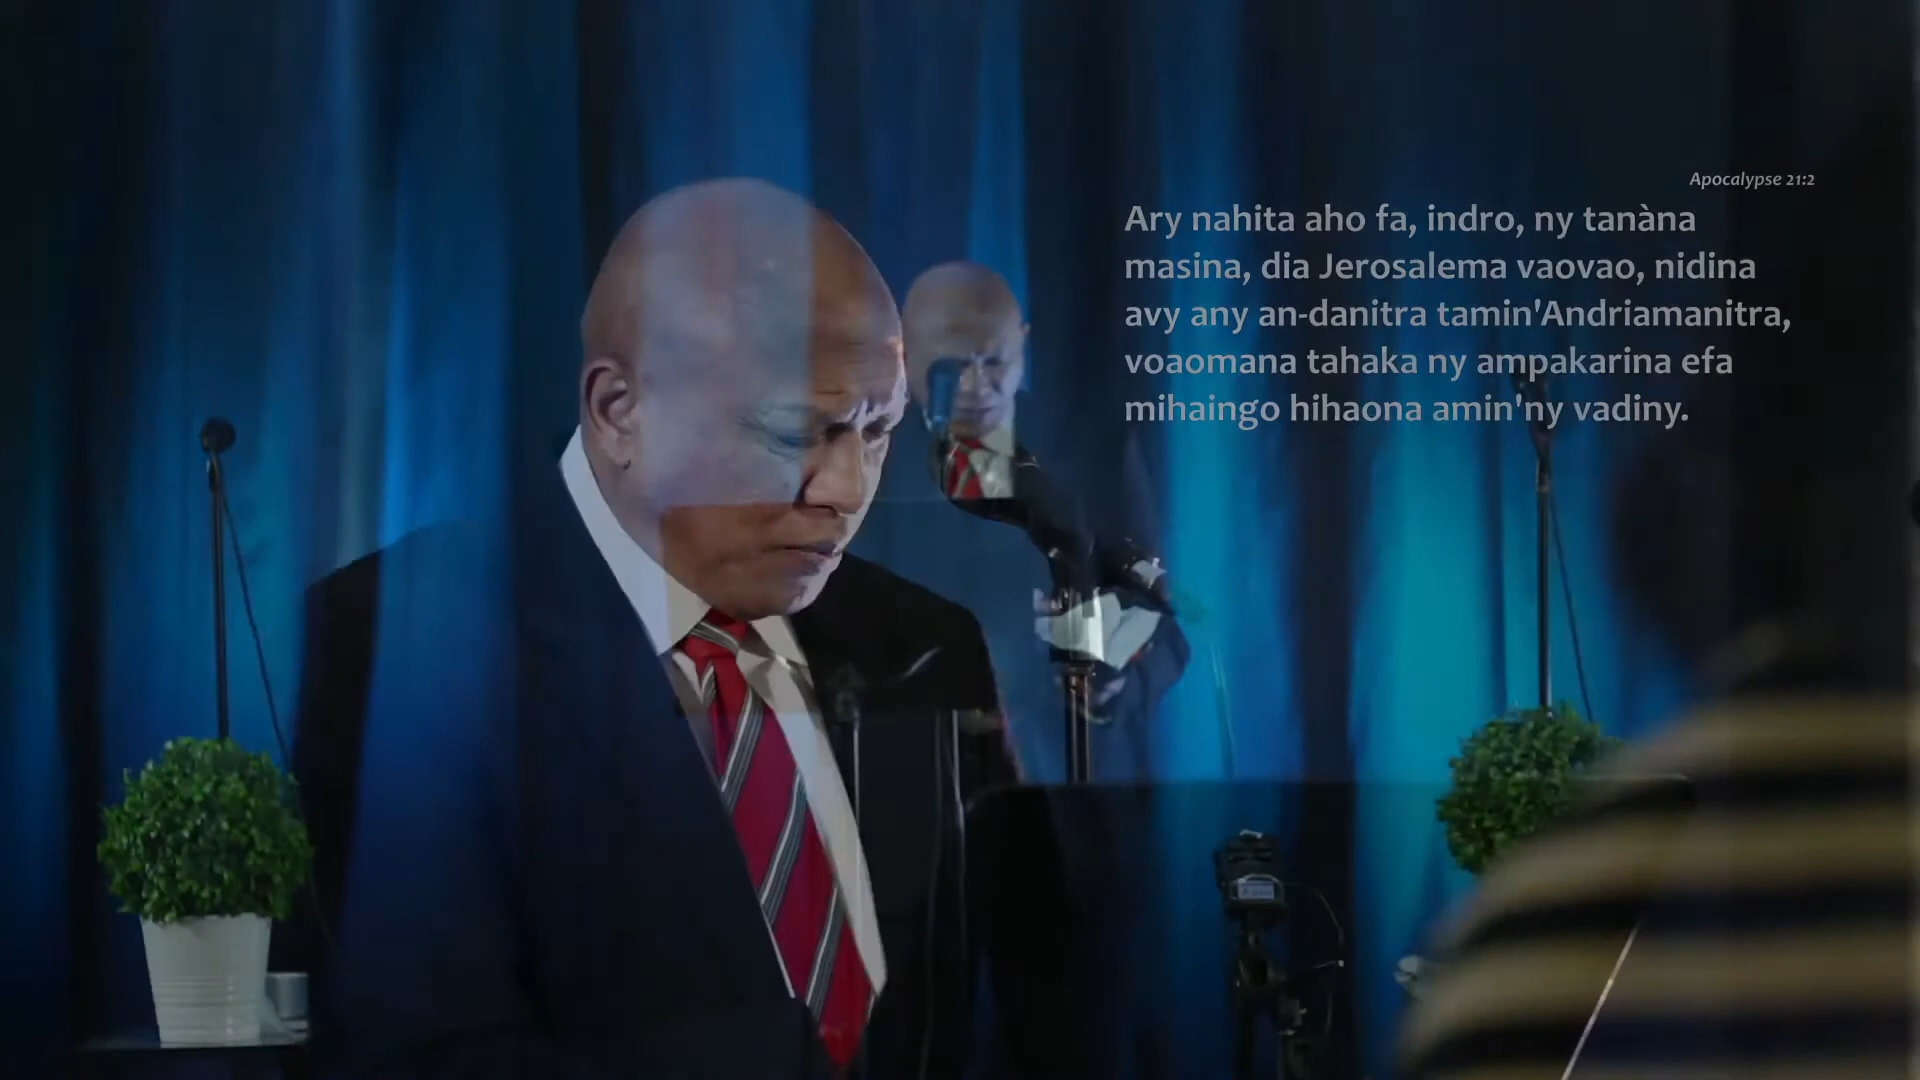 Apocalypse 21:2
Ary nahita aho fa, indro, ny tanàna
masina, dia Jerosalema vaovao, nidina
avy any an-danitra tamin'Andriamanitra,
voaomana tahaka ny ampakarina efa
mihaingo hihaona amin'ny vadiny.